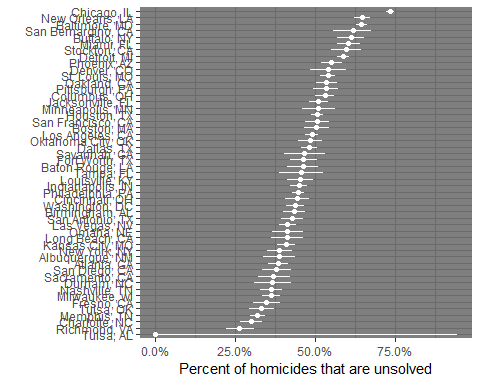 Chicago, IL
New Orleans, LA
Baltimore, MD
San Bernardino, CA
Buffalo, NY
Miami, FL
Stockton, CA
Detroit, MI
Phoenix, AZ
Denver, CO
St. Louis, MO
Oakland, CA
Pittsburgh, PA
Columbus, OH
Jacksonville, FL
Minneapolis, MN
Houston, TX
San Francisco, CA
Boston, MA
Los Angeles, CA
Oklahoma City, OK
Dallas, TX
Savannah, GA
Fort Worth, TX
Baton Rouge, LA
Tampa, FL
Louisville, KY
Indianapolis, IN
Philadelphia, PA
Cincinnati, OH
Washington, DC
Birmingham, AL
San Antonio, TX
Las Vegas, NV
Omaha, NE
Long Beach, CA
Kansas City, MO
New York, NY
Albuquerque, NM
Atlanta, GA
San Diego, CA
Sacramento, CA
Durham, NC
Nashville, TN
Milwaukee, WI
Fresno, CA
Tulsa, OK
Memphis, TN
Charlotte, NC
Richmond, VA
Tulsa, AL
0.0% 25.0% 50.0% 75.0%
Percent of homicides that are unsolved